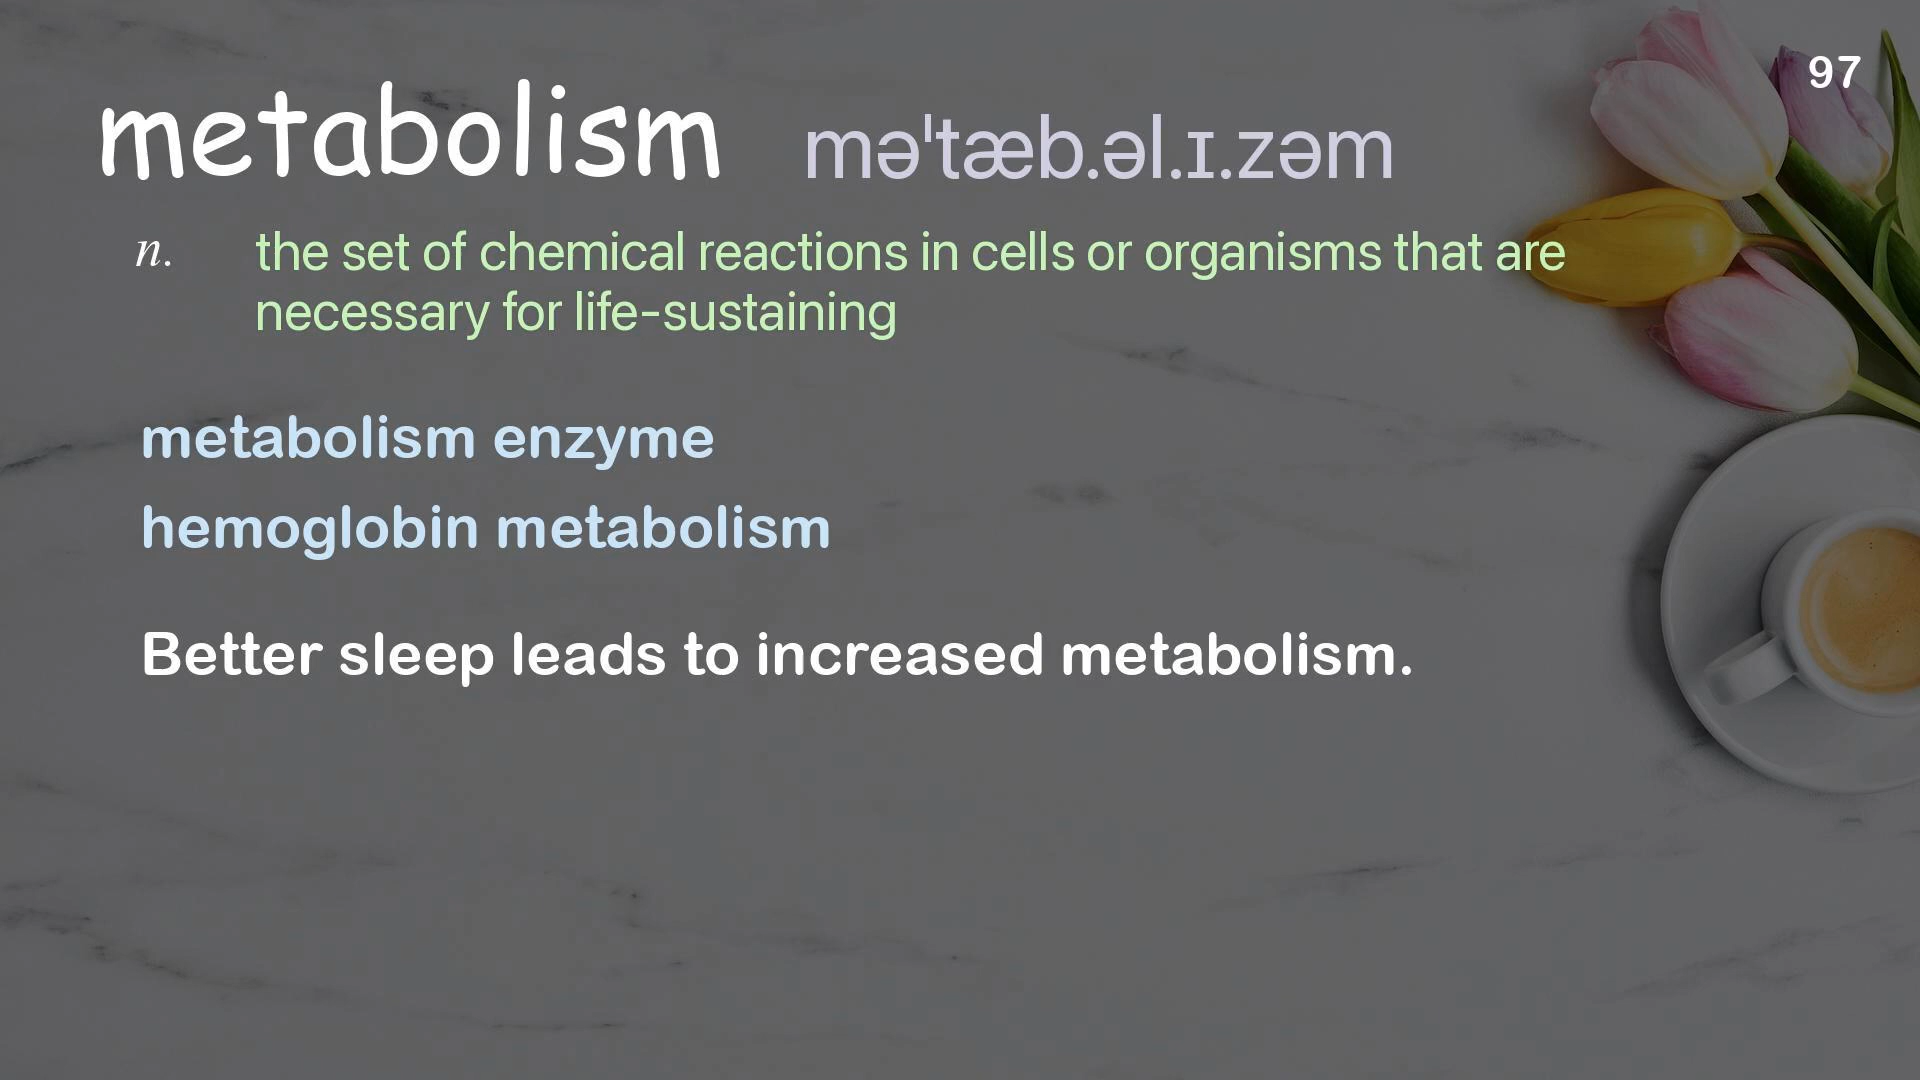 97
metabolism məˈtæb.əl.ɪ.zəm
n. the set of chemical reactions in cells or organisms that are
necessary for life-sustaining
metabolism enzyme
hemoglobin metabolism
Better sleep leads to increased metabolism.